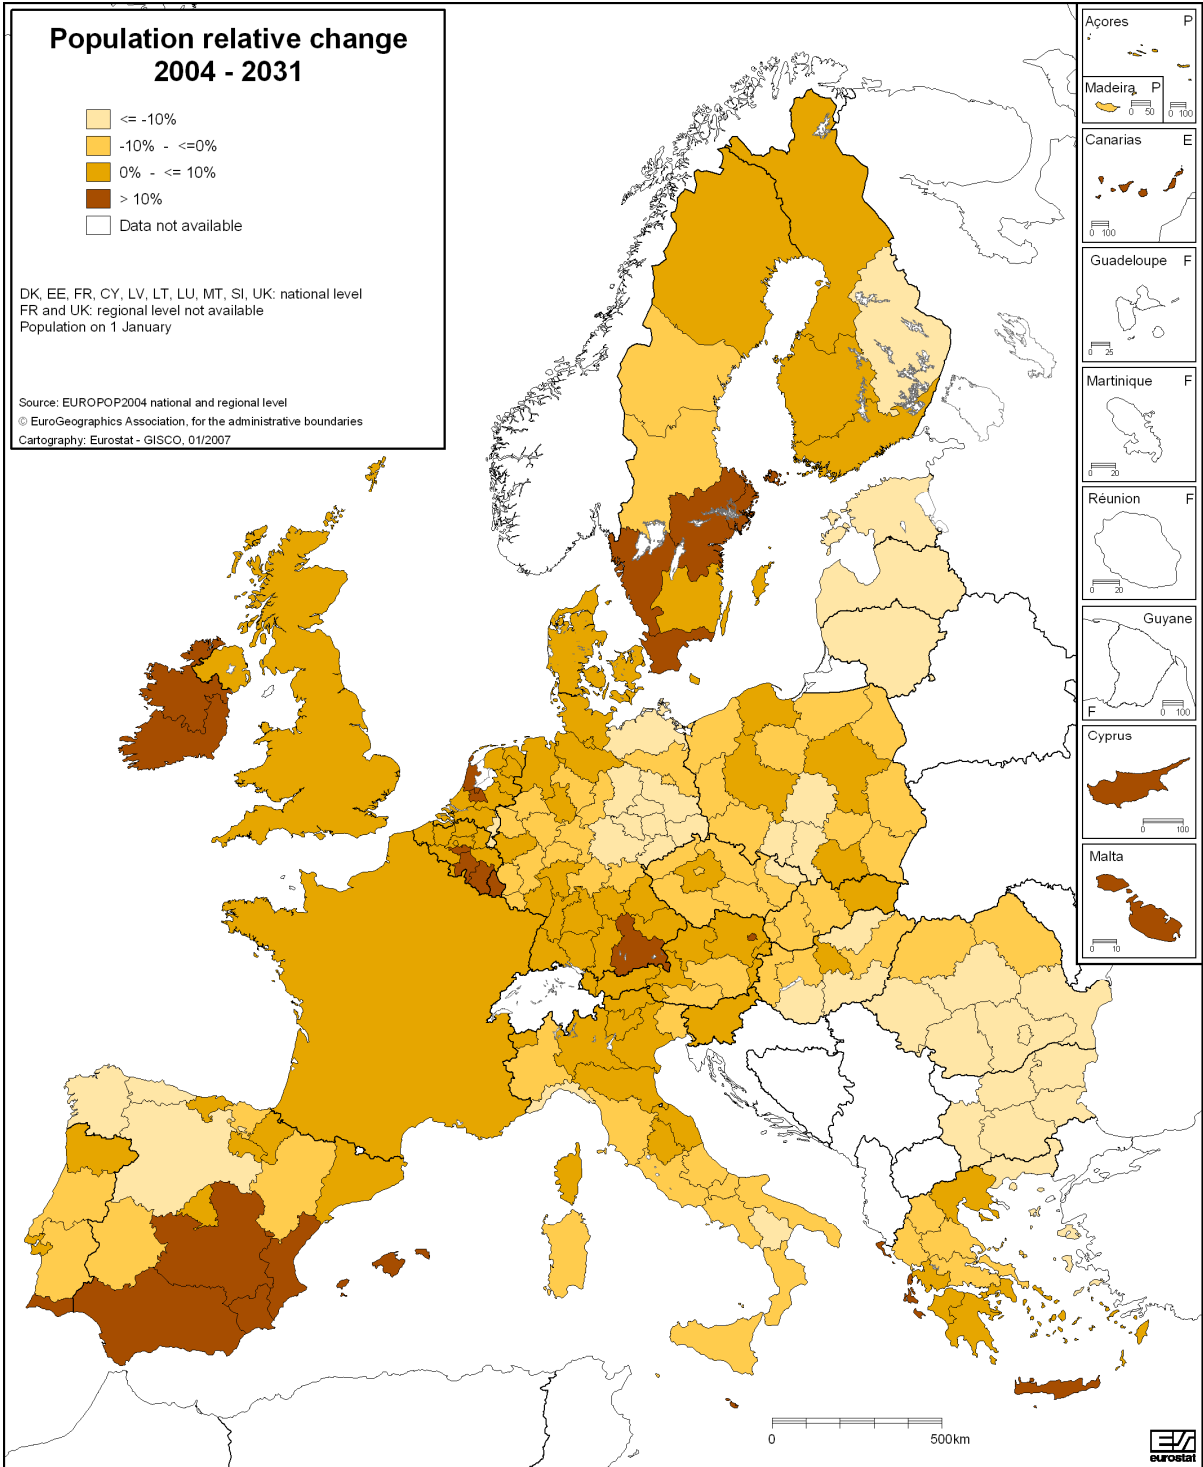 Population relative change
2004 - 2031
<= -10%
-10% - <=0%
0% - <= 10%
> 10%
Data not available
DK, EE, FR, CY, LV, LT, LU, MT, SI, UK: national level
FR and UK: regional level not available
Population on 1 January
Source: EUROPOP2004 national and regional level
© EuroGeographics Association, for the administrative boundaries
Cartography: Eurostat - GISCO, 01/2007
Açores P
0 100
Madeira P
0 50
Canarias E
0 100
Guadeloupe F
0 25
Martinique F
0 20
Réunion F
0 20
Guyane
F
0 100
Cyprus
0 100
Malta
0 10
0 500km
eurostat